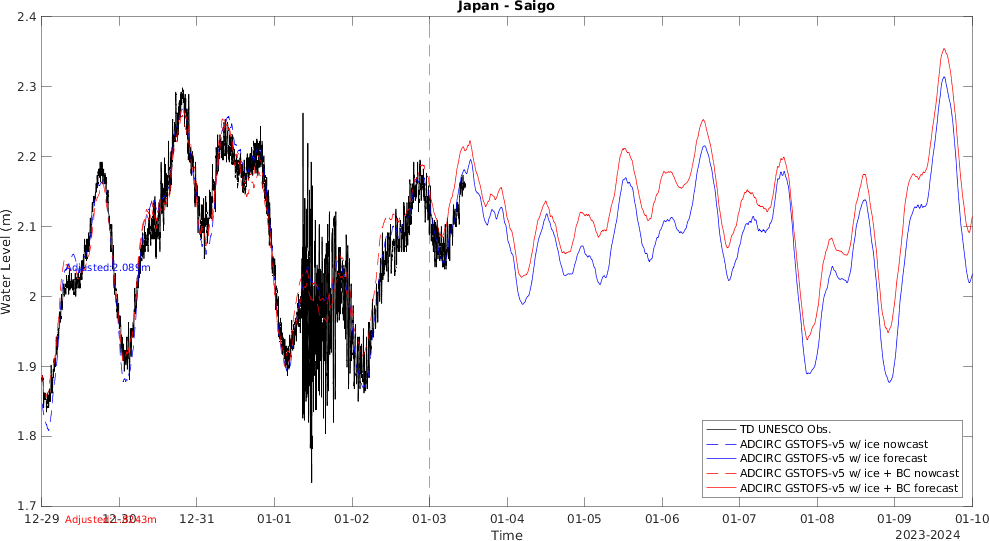 Japan - Saigo
2.4
2.3
2.2
2.1
2
1.9
1.8
1.7
Water Level (m)
Adjusted:2.089m
TD UNESCO Obs.
ADCIRC GSTOFS-v5 w/ ice nowcast
ADCIRC GSTOFS-v5 w/ ice forecast
ADCIRC GSTOFS-v5 w/ ice + BC nowcast
ADCIRC GSTOFS-v5 w/ ice + BC forecast
12-29 12-30 12-31 01-01 01-02 01-03 01-04 01-05 01-06 01-07 01-08 01-09 01-10
Time
2023-2024